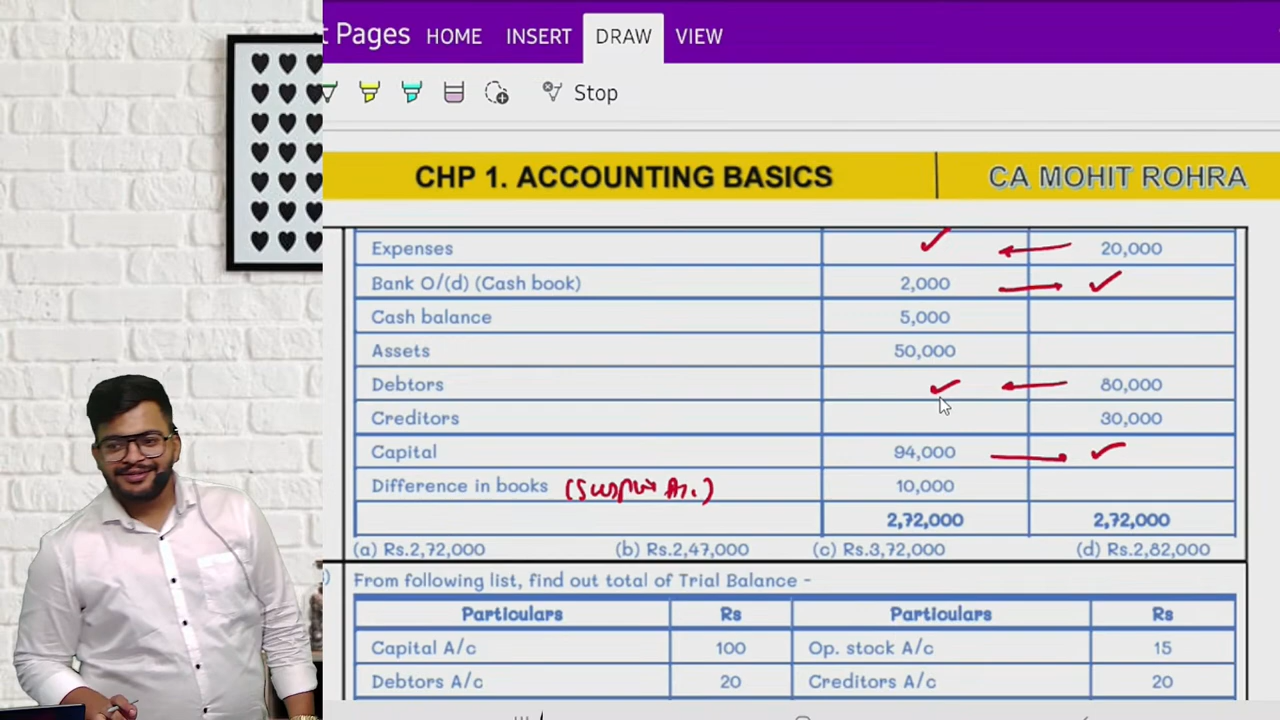 t Pages HOME INSERT DRAW VIEW
Stop
CHP 1. ACCOUNTING BASICS CA MOHIT ROHRA
Expenses 20,000
Bank O/(d) (Cash book) 2,000
Cash balance 5,000
Assets 50,000
Debtors 80,000
Creditors 30,000
Capital 94,000
Difference in books 10,000
2,72,000 2,72,000
(a) Rs.2,72,000 (b) Rs.2,47,000 (c) Rs.3,72,000 (d) Rs.2,82,000
From following list, find out total of Trial Balance -
Particulars Rs Particulars Rs
Capital A/c 100 Op. stock A/c 15
Debtors A/c 20 Creditors A/c 20